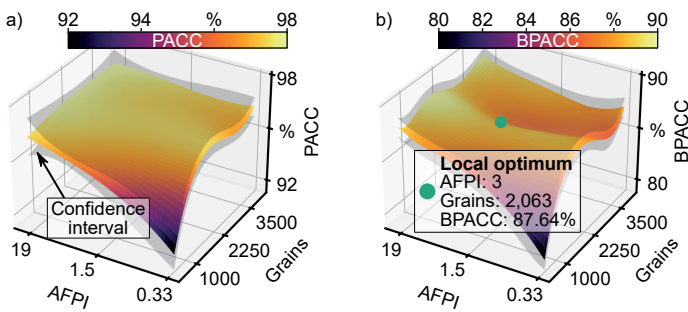 a)
92 94 % 98
PACC
98
%
92
PACC
Confidence
interval
19
1.5
0.33
AFPI
1000
2250
3500
Grains
b)
80 82 84 86 % 90
BPACC
90
%
80
BPACC
Local optimum
AFPI: 3
Grains: 2,063
BPACC: 87.64%
19
1.5
0.33
AFPI
1000
2250
3500
Grains